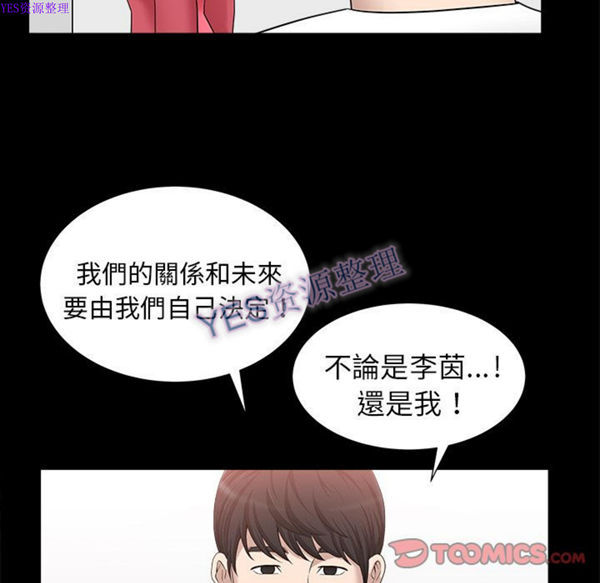 YES资源整理
我們的關係和未來
要由我們自己決定！
YES资源整理
不論是李茵...!
還是我！
TOOMICS.COM